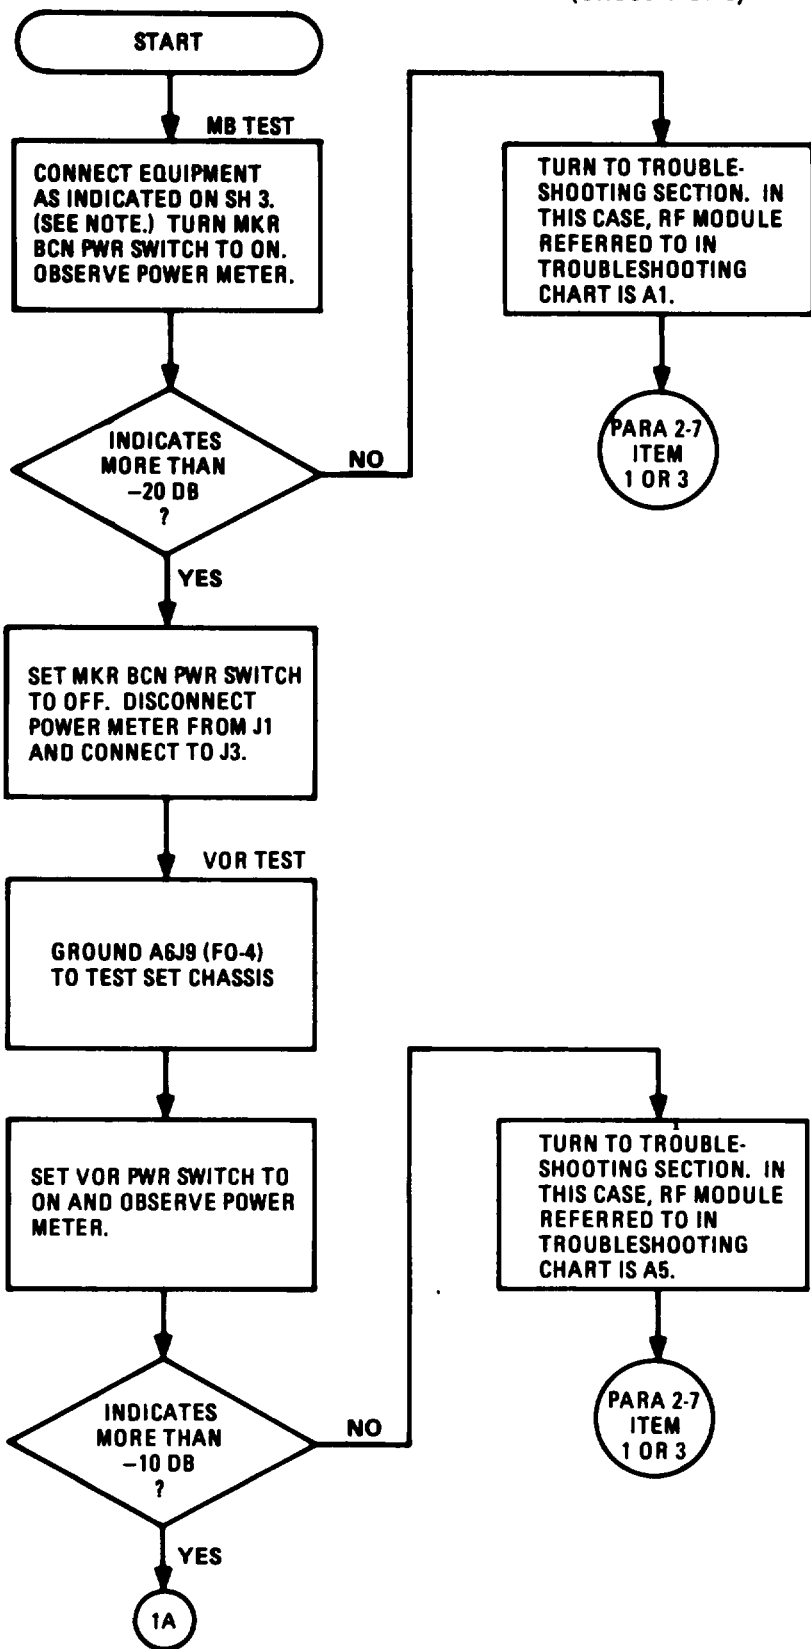 START
MB TEST
CONNECT EQUIPMENT
AS INDICATED ON SH 3.
(SEE NOTE.) TURN MKR
BCN PWR SWITCH TO ON.
OBSERVE POWER METER.
TURN TO TROUBLE-
SHOOTING SECTION. IN
THIS CASE, RF MODULE
REFERRED TO IN
TROUBLESHOOTING
CHART IS A1.
INDICATES
MORE THAN
–20 DB
?
NO
PARA 2-7
ITEM
1 OR 3
YES
SET MKR BCN PWR SWITCH
TO OFF. DISCONNECT
POWER METER FROM J1
AND CONNECT TO J3.
VOR TEST
GROUND A6J9 (FO-4)
TO TEST SET CHASSIS
SET VOR PWR SWITCH TO
ON AND OBSERVE POWER
METER.
TURN TO TROUBLE-
SHOOTING SECTION. IN
THIS CASE, RF MODULE
REFERRED TO IN
TROUBLESHOOTING
CHART IS A5.
INDICATES
MORE THAN
–10 DB
?
NO
PARA 2-7
ITEM
1 OR 3
YES
1A